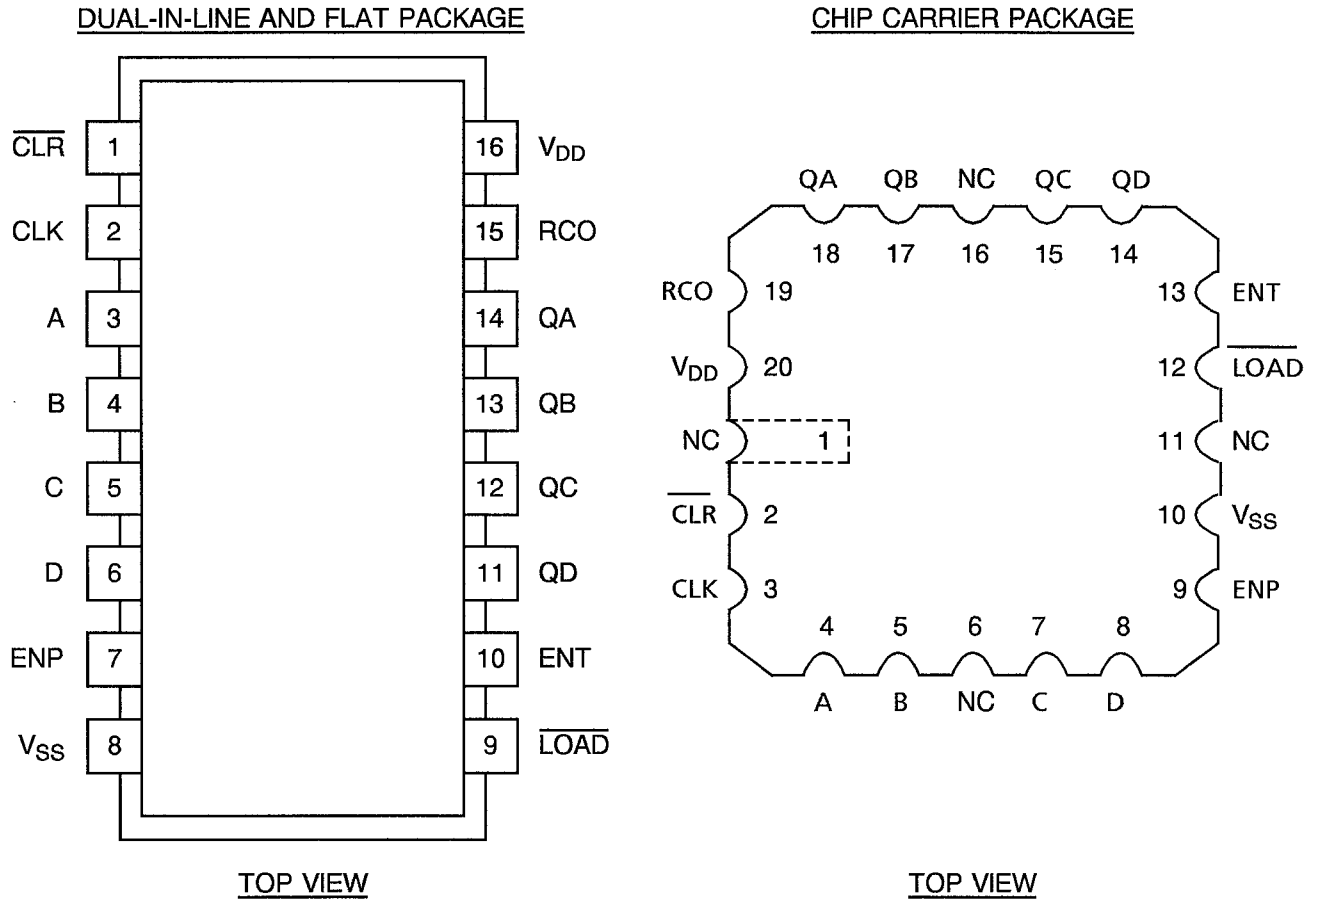 DUAL-IN-LINE AND FLAT PACKAGE
CLR 1 16 VDD
CLK 2 15 RCO
A 3 14 QA
B 4 13 QB
C 5 12 QC
D 6 11 QD
ENP 7 10 ENT
VSS 8 9 LOAD
TOP VIEW
CHIP CARRIER PACKAGE
QA QB NC QC QD
18 17 16 15 14
RCO 19 13 ENT
VDD 20 12 LOAD
NC 1 11 NC
CLR 2 10 VSS
CLK 3 9 ENP
4 5 6 7 8
A B NC C D
TOP VIEW